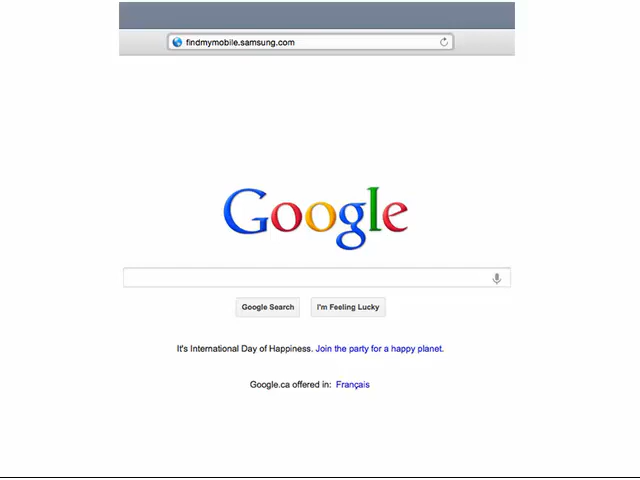 findmymobile.samsung.com
Google
Google Search I'm Feeling Lucky
It's International Day of Happiness. Join the party for a happy planet.
Google.ca offered in: Français